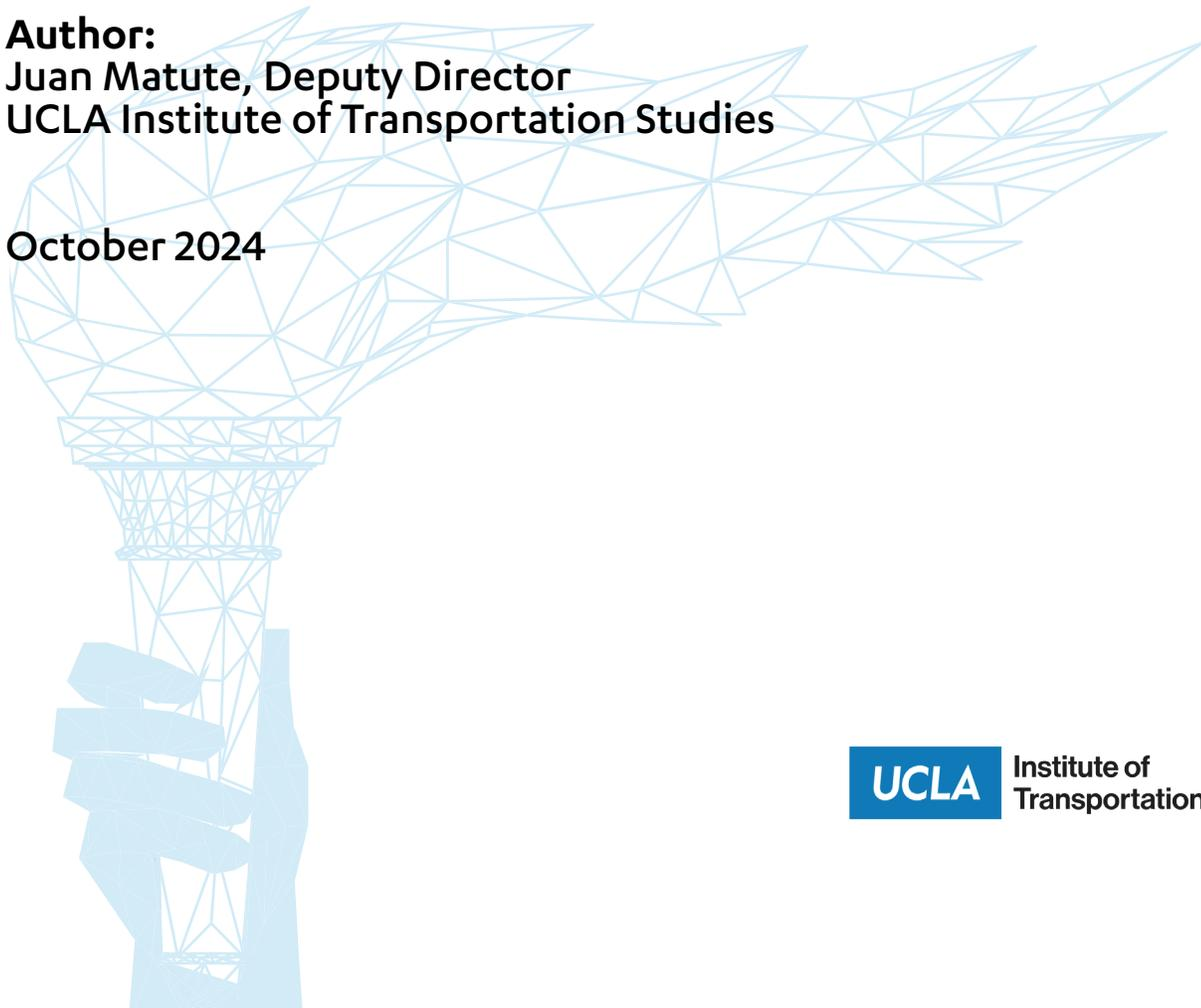 Author:
Juan Matute, Deputy Director
UCLA Institute of Transportation Studies
October 2024
UCLA
Institute of
Transportation